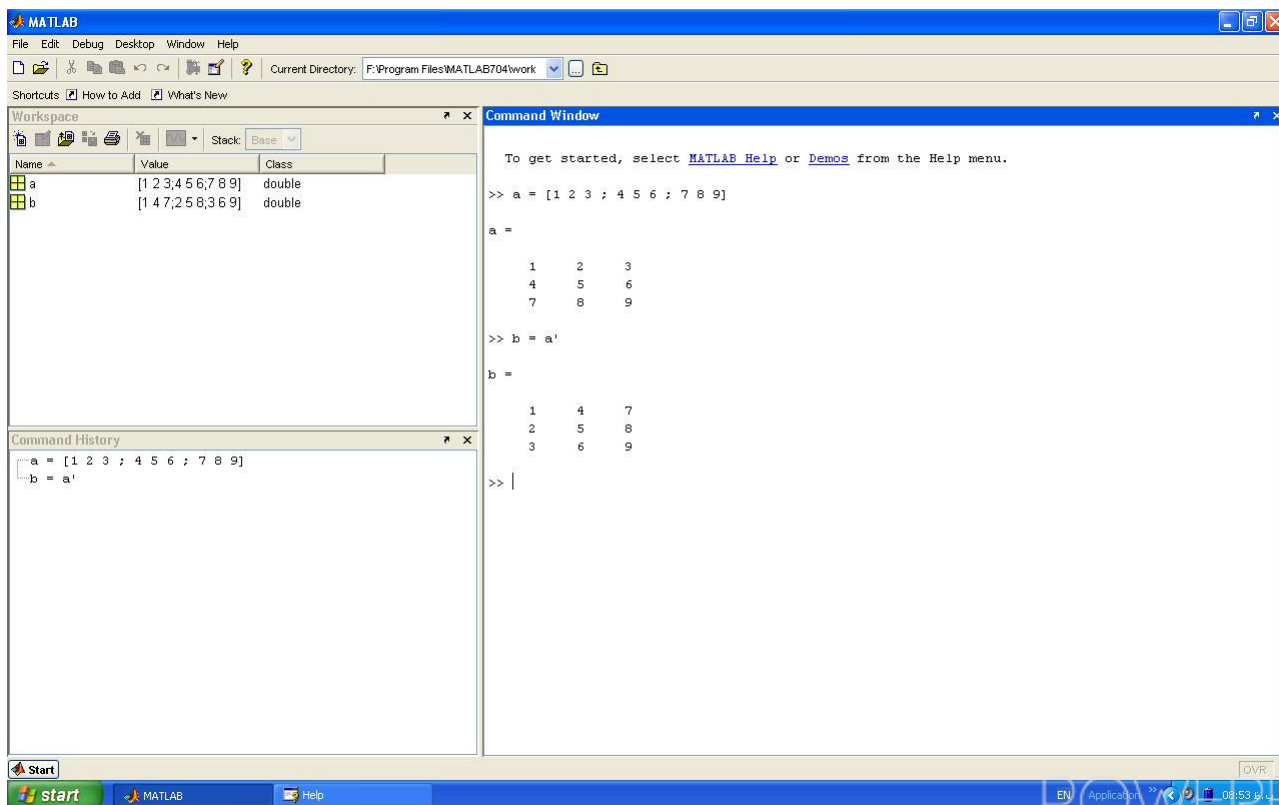 MATLAB
File Edit Debug Desktop Window Help
Current Directory: F:\Program Files\MATLAB704\work
Shortcuts How to Add What's New
Workspace
Stack: Base
Name Value Class
a [1 2 3;4 5 6;7 8 9] double
b [1 4 7;2 5 8;3 6 9] double
Command History
a = [1 2 3 ; 4 5 6 ; 7 8 9]
b = a'
Command Window
To get started, select MATLAB Help or Demos from the Help menu.
>> a = [1 2 3 ; 4 5 6 ; 7 8 9]
a =
1 2 3
4 5 6
7 8 9
>> b = a'
b =
1 4 7
2 5 8
3 6 9
>>
Start
OVR
start MATLAB Help EN Application 08:53